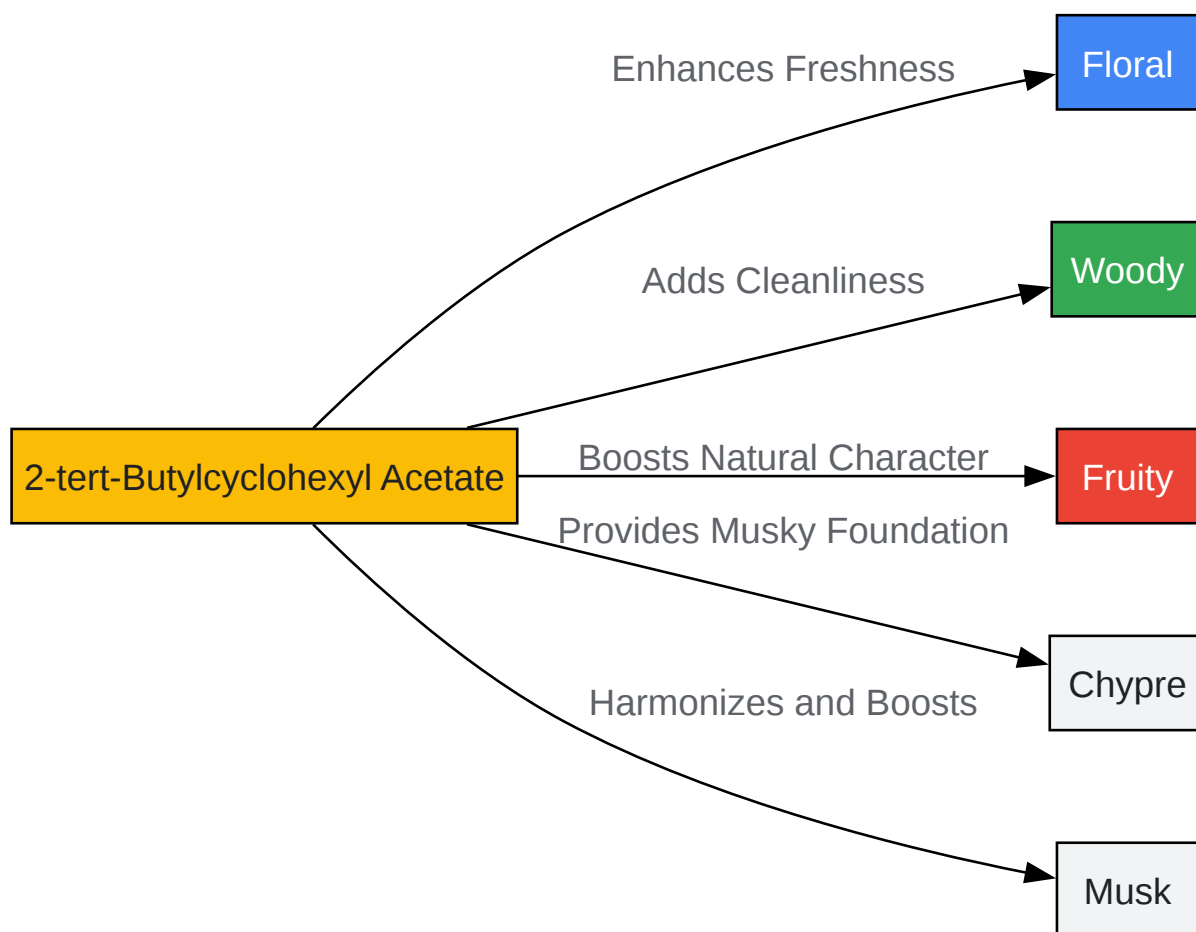 Enhances Freshness
Floral
Adds Cleanliness
Woody
2-tert-Butylcyclohexyl Acetate
Boosts Natural Character
Fruity
Provides Musky Foundation
Chypre
Harmonizes and Boosts
Musk